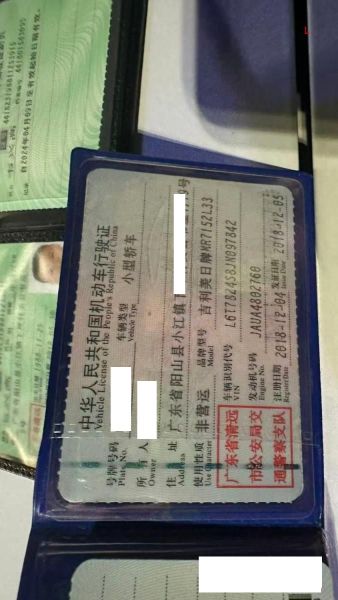 中华人民共和国机动车行驶证
Vehicle License of the People's Republic of China
号牌号码
Plate No.
车辆类型
Vehicle Type
小型轿车
所有人
Owner
住址
Address
广东省阳山县小江镇
号
使用性质
Use Character
非营运
品牌型号
Model
吉利美日牌MR7152L33
广东省清远
市公安局交
通警察支队
车辆识别代号
VIN
L6T7824S8JN097842
发动机号码
Engine No.
JAUA4802760
注册日期
Register Date
2018-12-04
发证日期
Issue Date
2018-12-05